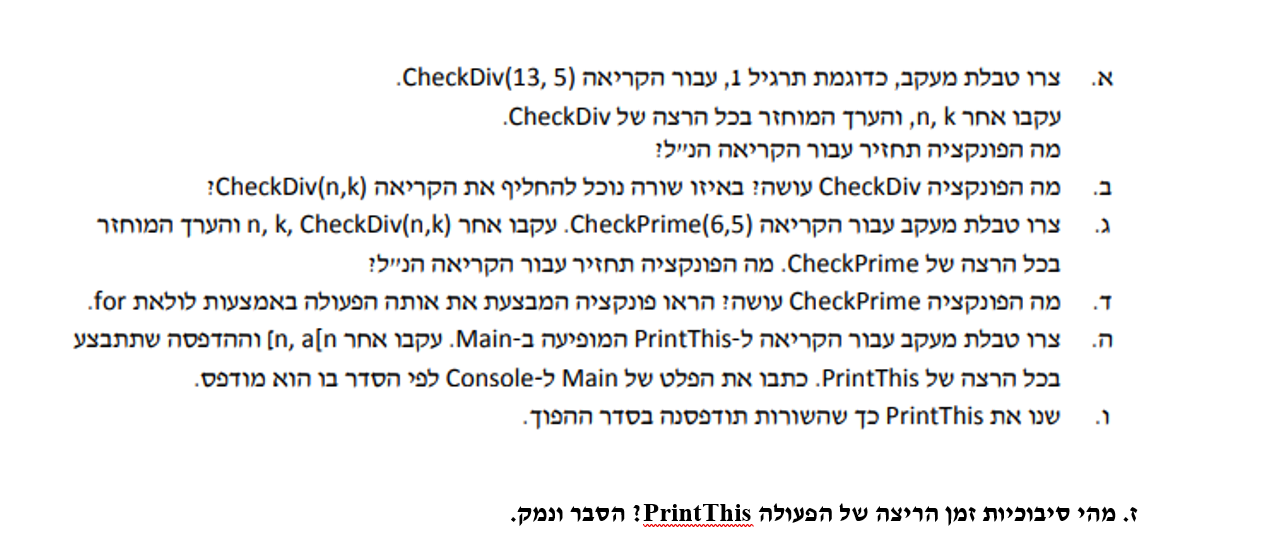 א. צרו טבלת מעקב, כדוגמת תרגיל 1, עבור הקריאה CheckDiv(13, 5).
עקבו אחר n, k, והערך המוחזר בכל הרצה של CheckDiv.
מה הפונקציה תחזיר עבור הקריאה הנ״ל?
ב. מה הפונקציה CheckDiv עושה? באיזו שורה נוכל להחליף את הקריאה CheckDiv(n,k)?
ג. צרו טבלת מעקב עבור הקריאה CheckPrime(6,5). עקבו אחר n, k, CheckDiv(n,k) והערך המוחזר
בכל הרצה של CheckPrime. מה הפונקציה תחזיר עבור הקריאה הנ״ל?
ד. מה הפונקציה CheckPrime עושה? הראו פונקציה המבצעת את אותה הפעולה באמצעות לולאת for.
ה. צרו טבלת מעקב עבור הקריאה ל-PrintThis המופיעה ב-Main. עקבו אחר n, a[n] וההדפסה שתתבצע
בכל הרצה של PrintThis. כתבו את הפלט של Main ל-Console לפי הסדר בו הוא מודפס.
ו. שנו את PrintThis כך שהשורות תודפסנה בסדר ההפוך.
ז. מהי סיבוכיות זמן הריצה של הפעולה PrintThis? הסבר ונמק.